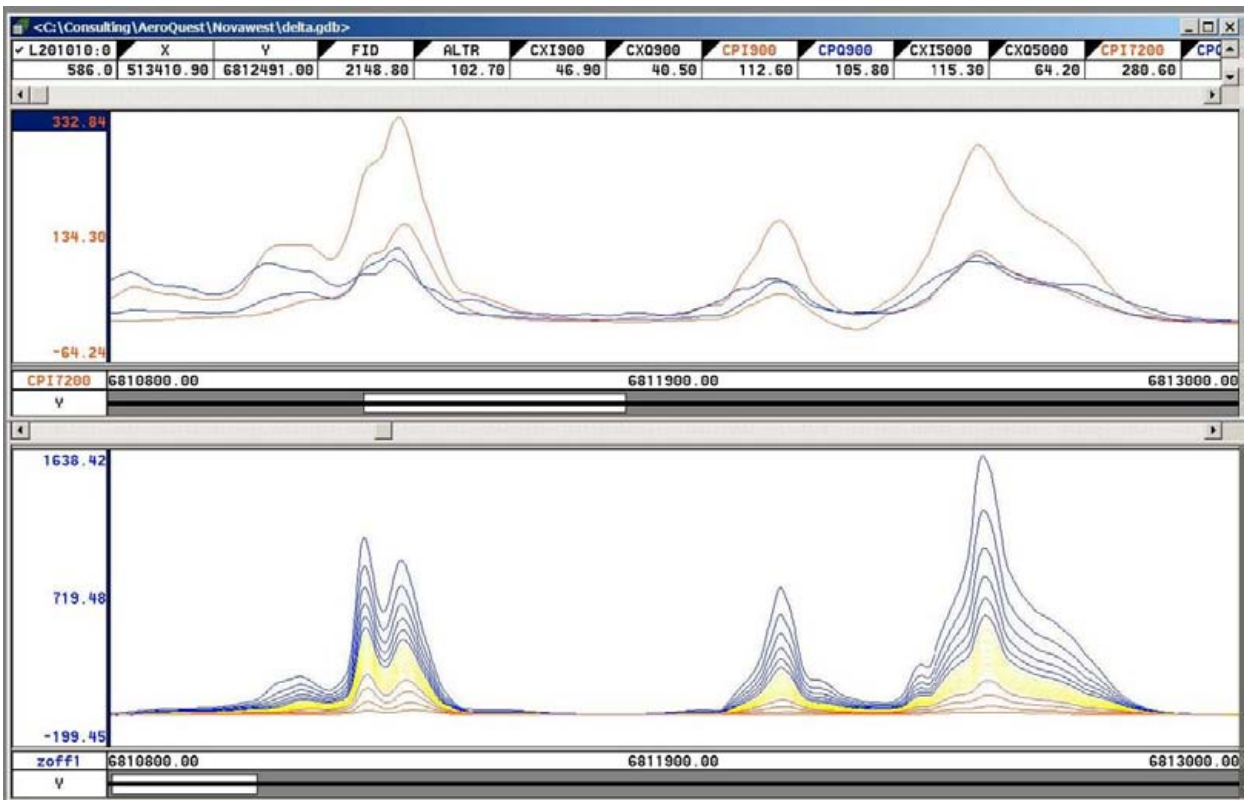 <C:\Consulting\AeroQuest\Novawest\delta.gdb>
✓ L201010:0 X Y FID ALTR CXI900 CXQ900 CPI900 CPQ900 CXI5000 CXQ5000 CPI7200 CPQ
586.0 513410.90 6812491.00 2148.80 102.70 46.90 40.50 112.60 105.80 115.30 64.20 280.60
332.84
134.30
-64.24
CPI7200 6810800.00 6811900.00 6813000.00
Y
1638.42
719.48
-199.45
zoff1 6810800.00 6811900.00 6813000.00
Y